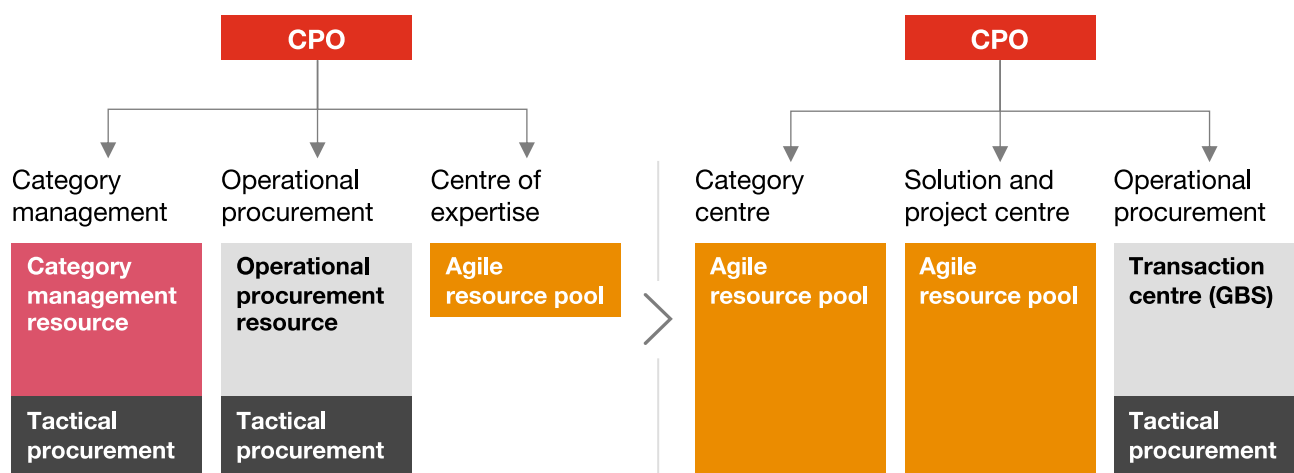 CPO
Category
management
Operational
procurement
Centre of
expertise
Category
management
resource
Operational
procurement
resource
Agile
resource pool
Tactical
procurement
Tactical
procurement
CPO
Category
centre
Solution and
project centre
Operational
procurement
Agile
resource pool
Agile
resource pool
Transaction
centre (GBS)
Tactical
procurement